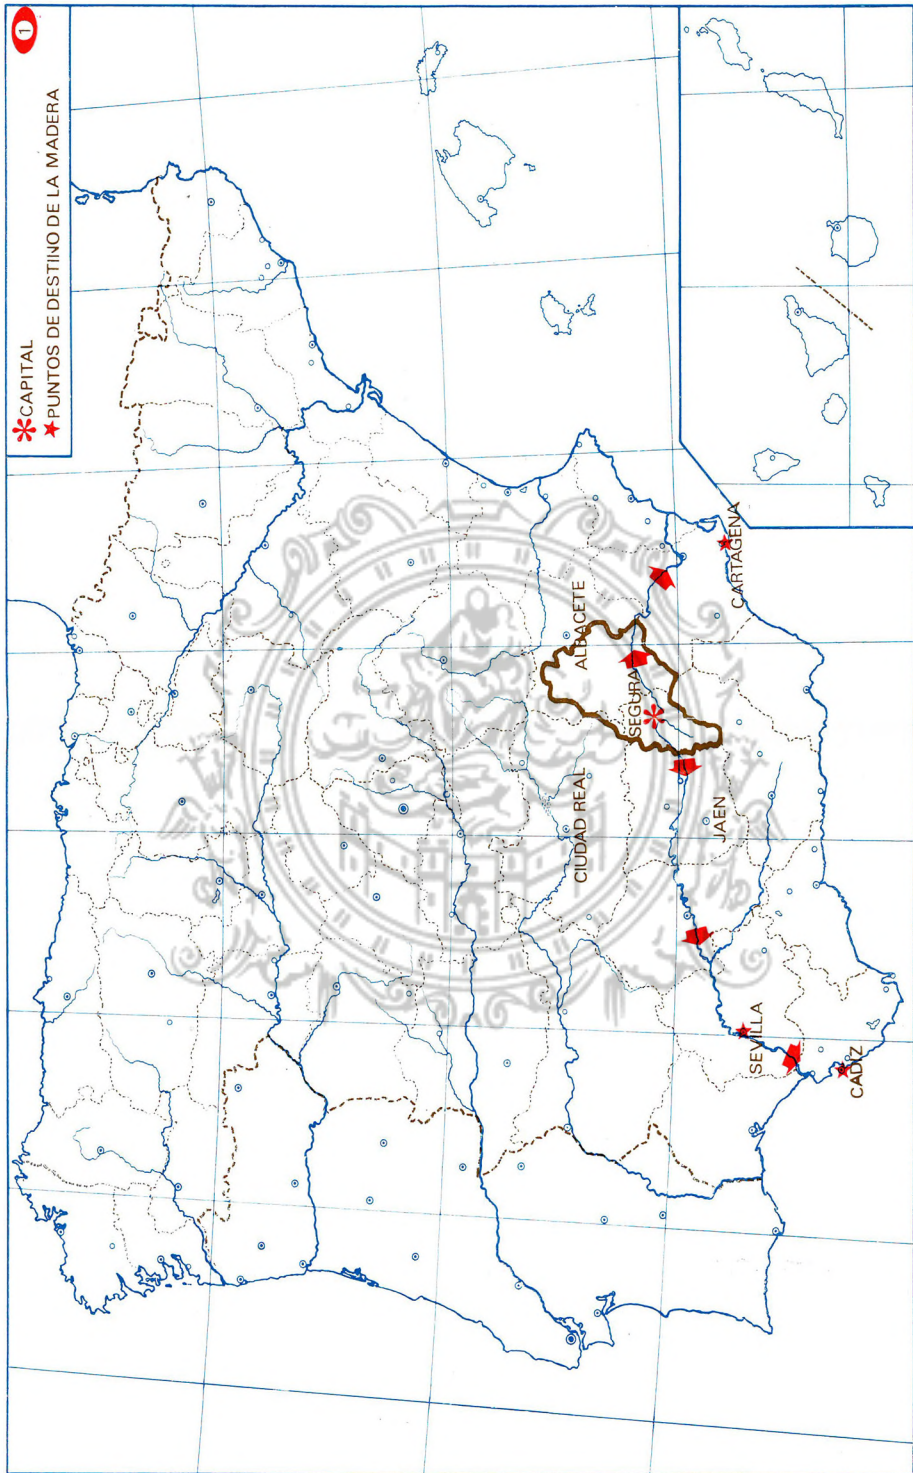 1
CAPITAL
PUNTOS DE DESTINO DE LA MADERA
ALBACETE
CIUDAD REAL
SEGURA
JAEN
CARTAGENA
SEVILLA
CADIZ